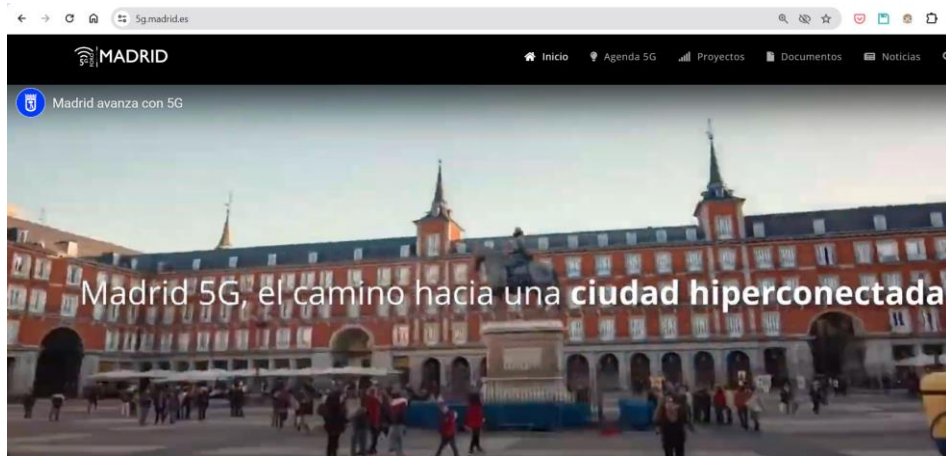 5g.madrid.es
MADRID
Inicio
Agenda 5G
Proyectos
Documentos
Noticias
Madrid avanza con 5G
Madrid 5G, el camino hacia una ciudad hiperconectada